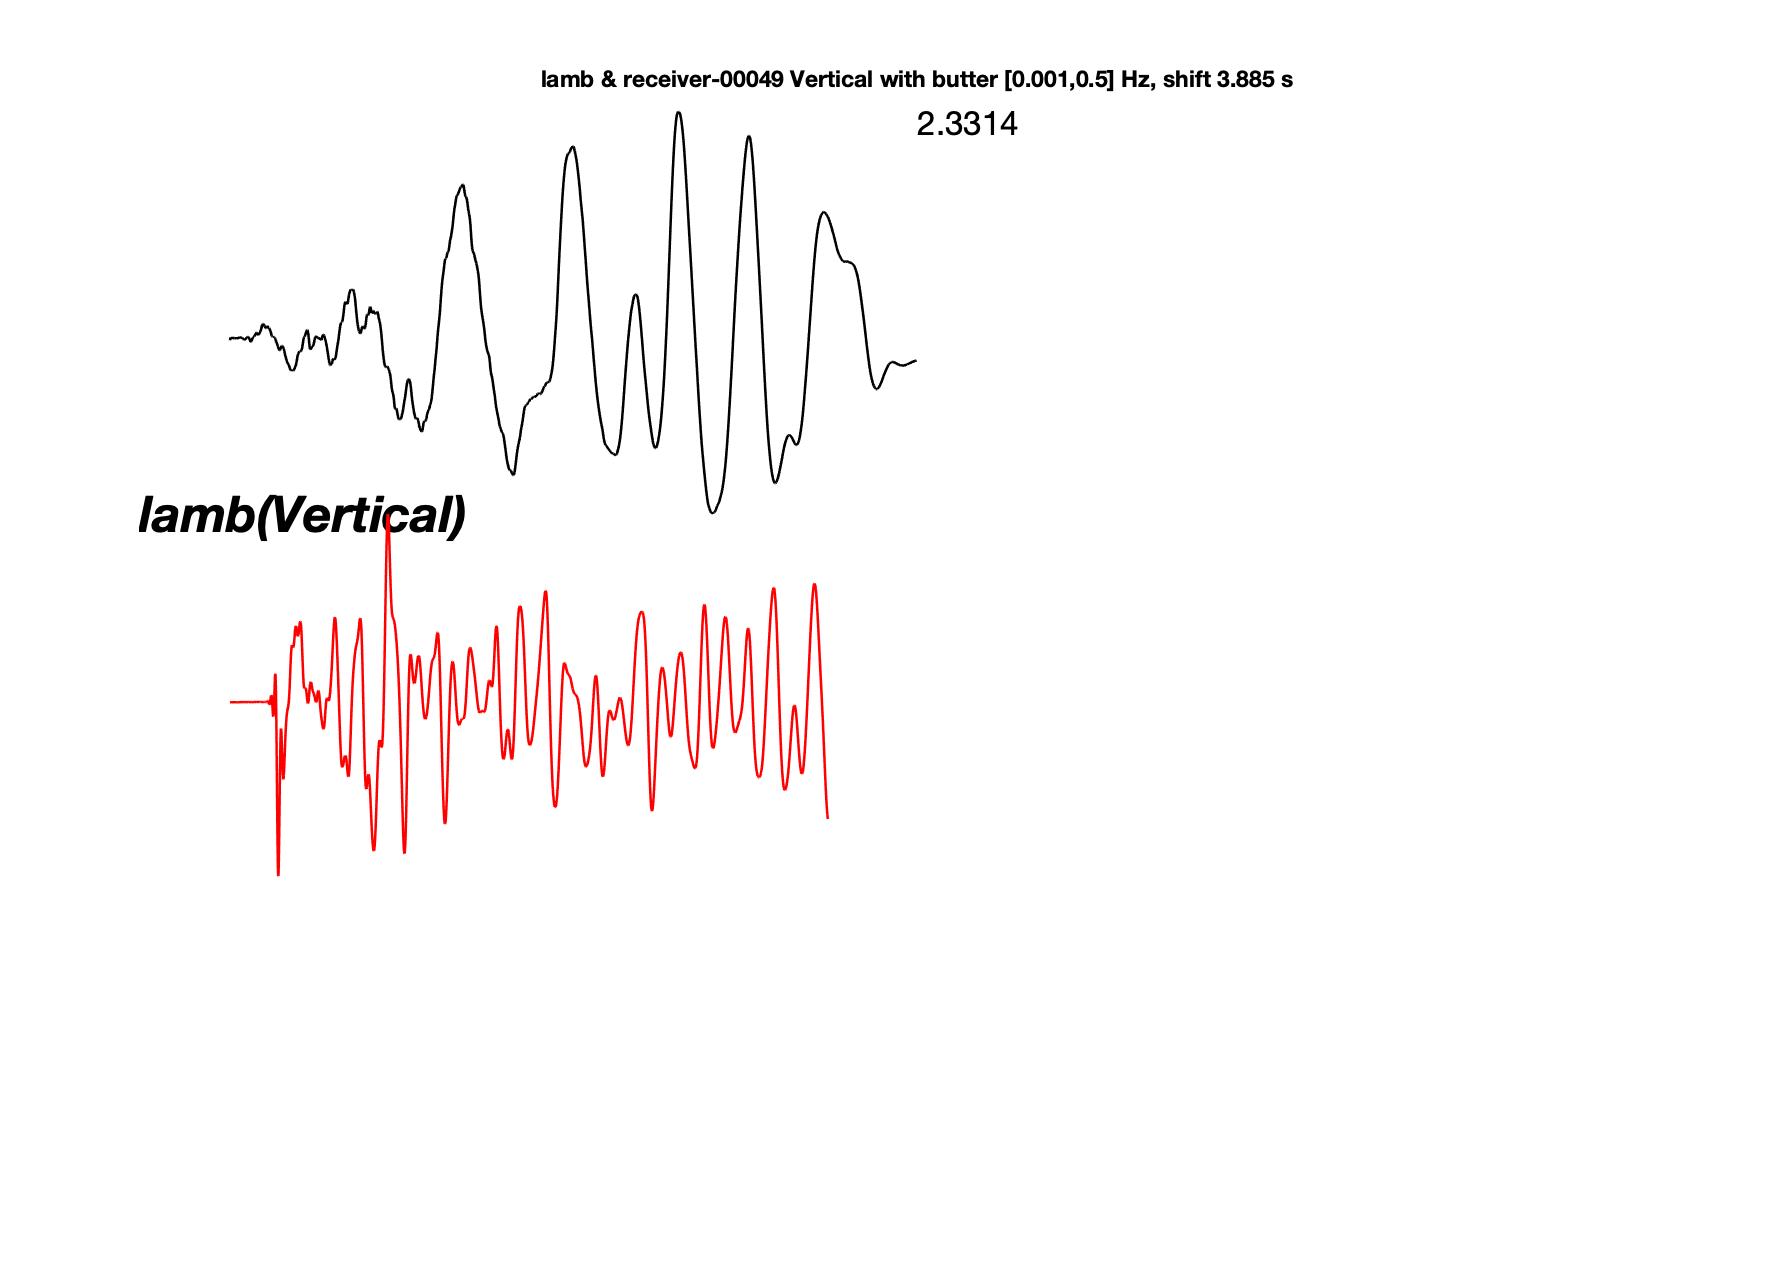 lamb & receiver-00049 Vertical with butter [0.001,0.5] Hz, shift 3.885 s
2.3314
lamb(Vertical)